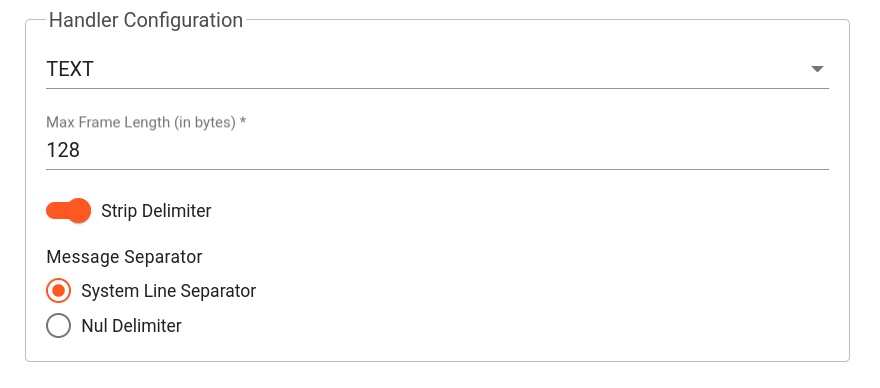 Handler Configuration
TEXT
Max Frame Length (in bytes) *
128
Strip Delimiter
Message Separator
System Line Separator
Nul Delimiter